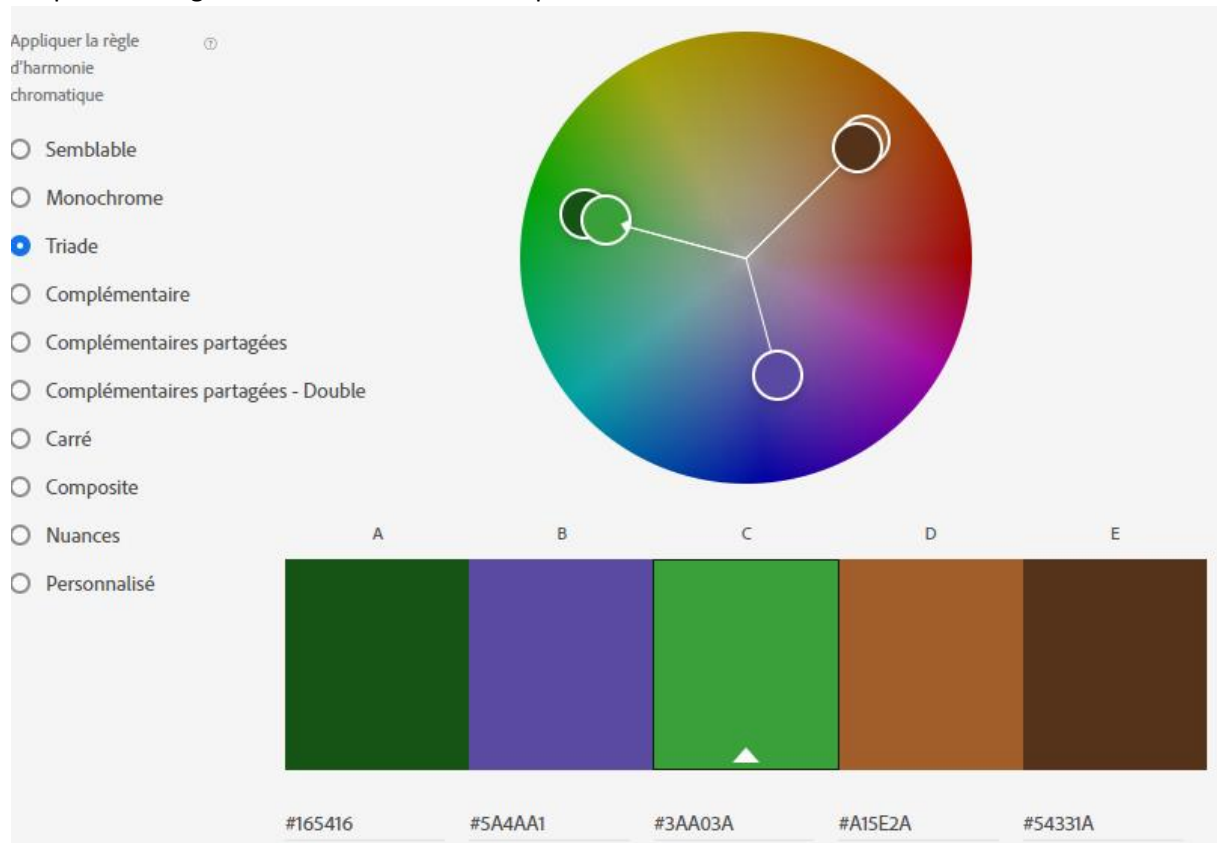 Appliquer la règle
d'harmonie
chromatique
Semblable
Monochrome
Triade
Complémentaire
Complémentaires partagées
Complémentaires partagées - Double
Carré
Composite
Nuances
Personnalisé
A B C D E
#165416 #5A4AA1 #3AA03A #A15E2A #54331A